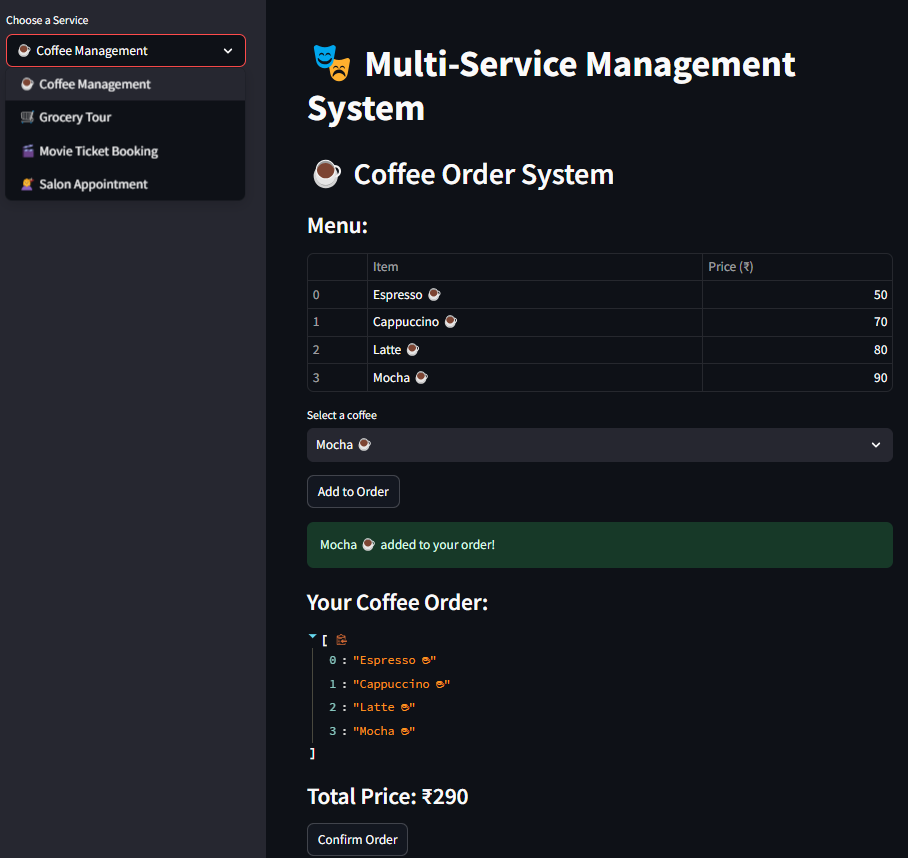 Choose a Service
☕ Coffee Management
☕ Coffee Management
🛒 Grocery Tour
🎬 Movie Ticket Booking
💇 Salon Appointment
🎭 Multi-Service Management
System
☕ Coffee Order System
Menu:
Item Price (₹)
0 Espresso ☕ 50
1 Cappuccino ☕ 70
2 Latte ☕ 80
3 Mocha ☕ 90
Select a coffee
Mocha ☕
Add to Order
Mocha ☕ added to your order!
Your Coffee Order:
[
0 : "Espresso ☕"
1 : "Cappuccino ☕"
2 : "Latte ☕"
3 : "Mocha ☕"
]
Total Price: ₹290
Confirm Order